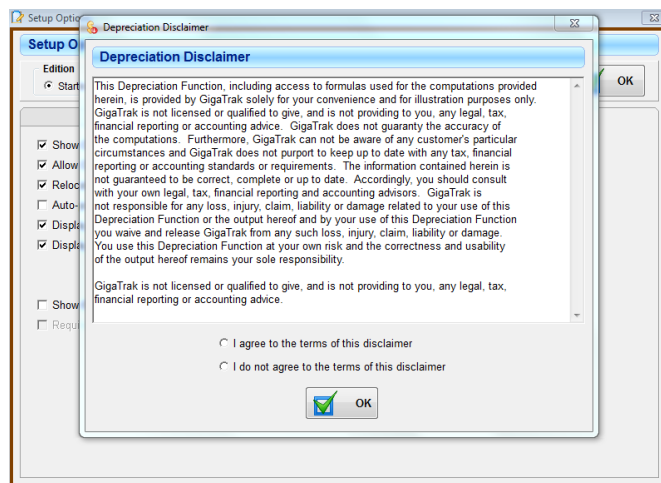 Setup Optio
Depreciation Disclaimer
Setup O
Depreciation Disclaimer
Edition
Start
OK
This Depreciation Function, including access to formulas used for the computations provided
herein, is provided by GigaTrak solely for your convenience and for illustration purposes only.
GigaTrak is not licensed or qualified to give, and is not providing to you, any legal, tax,
financial reporting or accounting advice.  GigaTrak does not guaranty the accuracy of
the computations.  Furthermore, GigaTrak can not be aware of any customer's particular
circumstances and GigaTrak does not purport to keep up to date with any tax, financial
reporting or accounting standards or requirements.  The information contained herein is
not guaranteed to be correct, complete or up to date.  Accordingly, you should consult
with your own legal, tax, financial reporting and accounting advisors.  GigaTrak is
not responsible for any loss, injury, claim, liability or damage related to your use of this
Depreciation Function or the output hereof and by your use of this Depreciation Function
you waive and release GigaTrak from any such loss, injury, claim, liability or damage.
You use this Depreciation Function at your own risk and the correctness and usability
of the output hereof remains your sole responsibility.
GigaTrak is not licensed or qualified to give, and is not providing to you, any legal, tax,
financial reporting or accounting advice.
Show
Allow
Reloc
Auto-
Displa
Displa
Show
Requi
I agree to the terms of this disclaimer
I do not agree to the terms of this disclaimer
OK